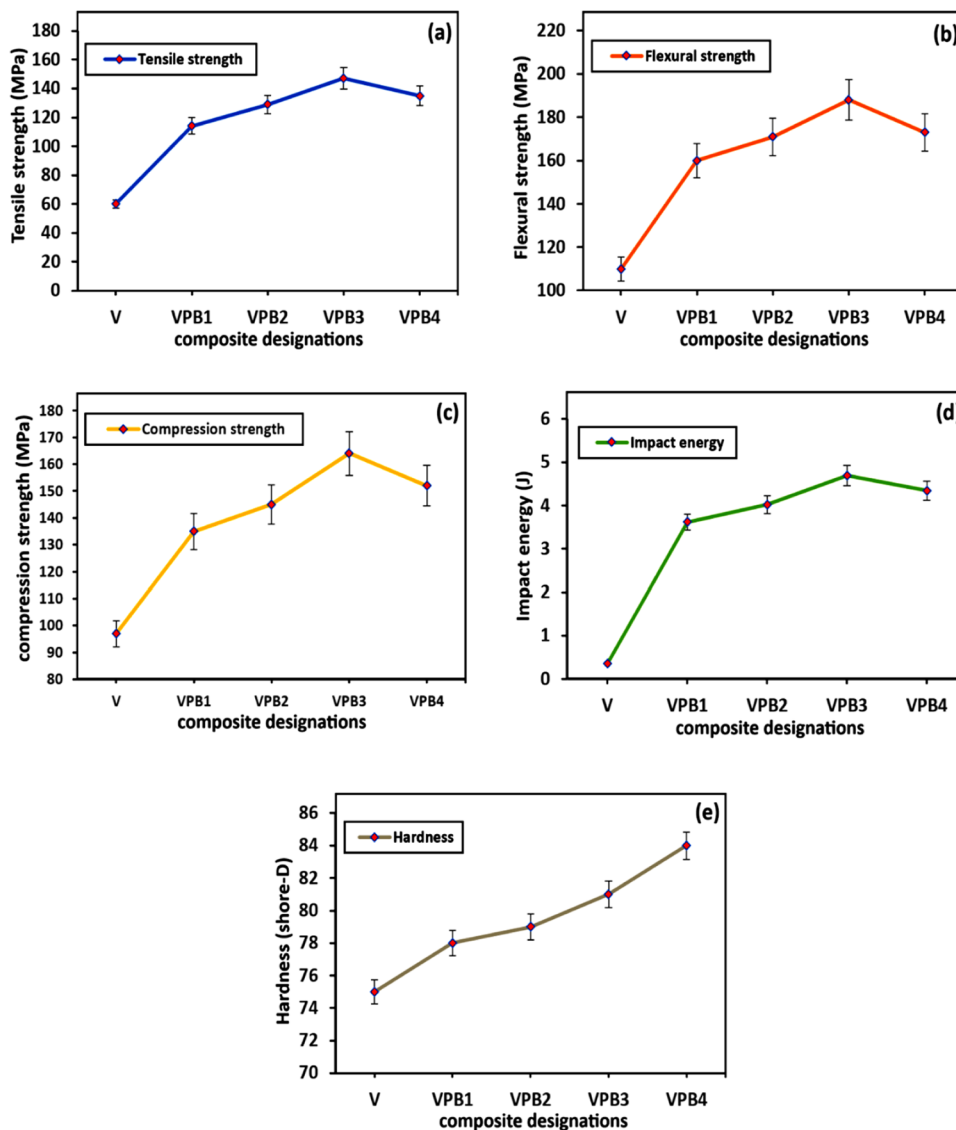 (a)
Tensile strength
Tensile strength (MPa)
180
160
140
120
100
80
60
40
20
0
V VPB1 VPB2 VPB3 VPB4
composite designations
(b)
Flexural strength
Flexural strength (MPa)
220
200
180
160
140
120
100
V VPB1 VPB2 VPB3 VPB4
composite designations
(c)
Compression strength
compression strength (MPa)
180
170
160
150
140
130
120
110
100
90
80
V VPB1 VPB2 VPB3 VPB4
composite designations
(d)
Impact energy
Impact energy (J)
6
5
4
3
2
1
0
V VPB1 VPB2 VPB3 VPB4
composite designations
(e)
Hardness
Hardness (shore-D)
86
84
82
80
78
76
74
72
70
V VPB1 VPB2 VPB3 VPB4
composite designations